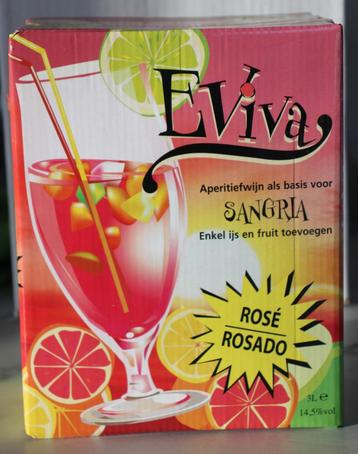 Eviva
Aperitiefwijn als basis voor
SANGRIA
Enkel ijs en fruit toevoegen
ROSÉ
ROSADO
3L e
14,5%vol